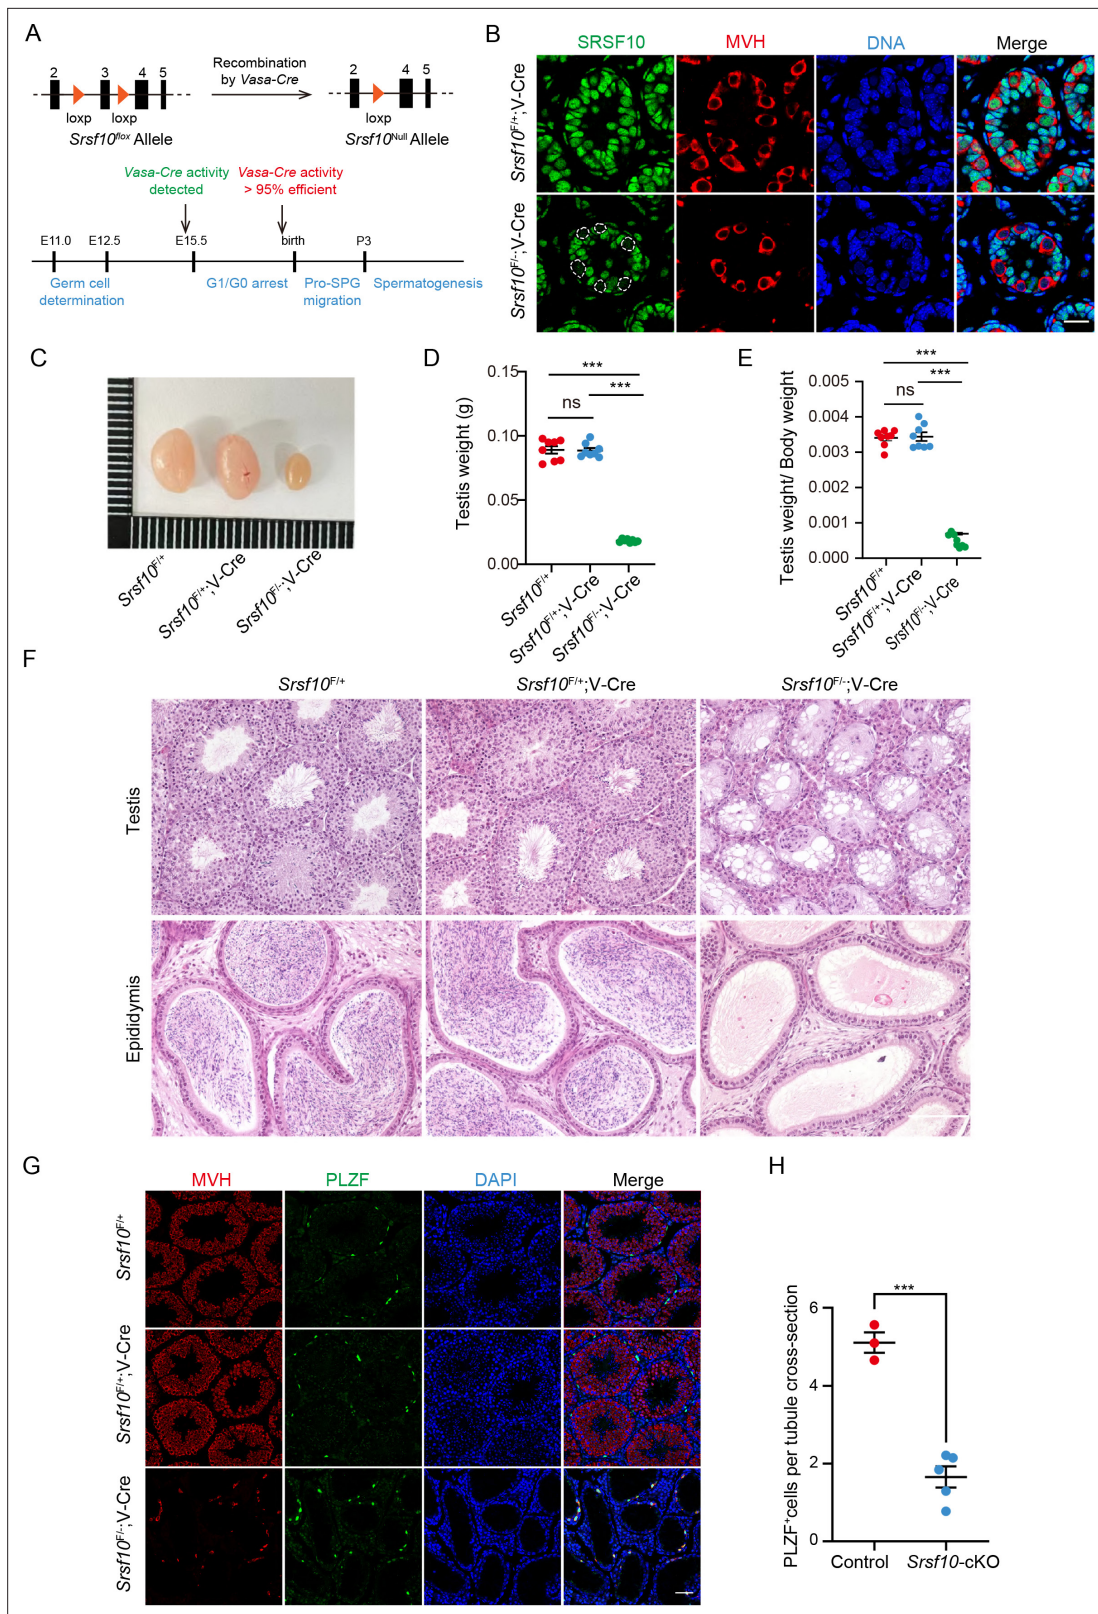 A
2 3 4 5
loxp loxp
Srsf10flox Allele
Recombination
by Vasa-Cre
2 4 5
loxp
Srsf10Null Allele
Vasa-Cre activity
detected
Vasa-Cre activity
> 95% efficient
E11.0 E12.5 E15.5 birth P3
Germ cell
determination
G1/G0 arrest
Pro-SPG
migration
Spermatogenesis
B
SRSF10 MVH DNA Merge
Srsf10F/+;V-Cre
Srsf10F/-;V-Cre
C
Srsf10F/+
Srsf10F/+;V-Cre
Srsf10F/-;V-Cre
D
Testis weight (g)
0.15
0.10
0.05
0.00
***
***
ns
Srsf10F/+
Srsf10F/+;V-Cre
Srsf10F/-;V-Cre
E
Testis weight/ Body weight
0.005
0.004
0.003
0.002
0.001
0.000
***
***
ns
Srsf10F/+
Srsf10F/+;V-Cre
Srsf10F/-;V-Cre
F
Srsf10F/+ Srsf10F/+;V-Cre Srsf10F/-;V-Cre
Testis
Epididymis
G
MVH PLZF DAPI Merge
Srsf10F/+
Srsf10F/+;V-Cre
Srsf10F/-;V-Cre
H
PLZF+cells per tubule cross-section
6
4
2
0
***
Control Srsf10-cKO